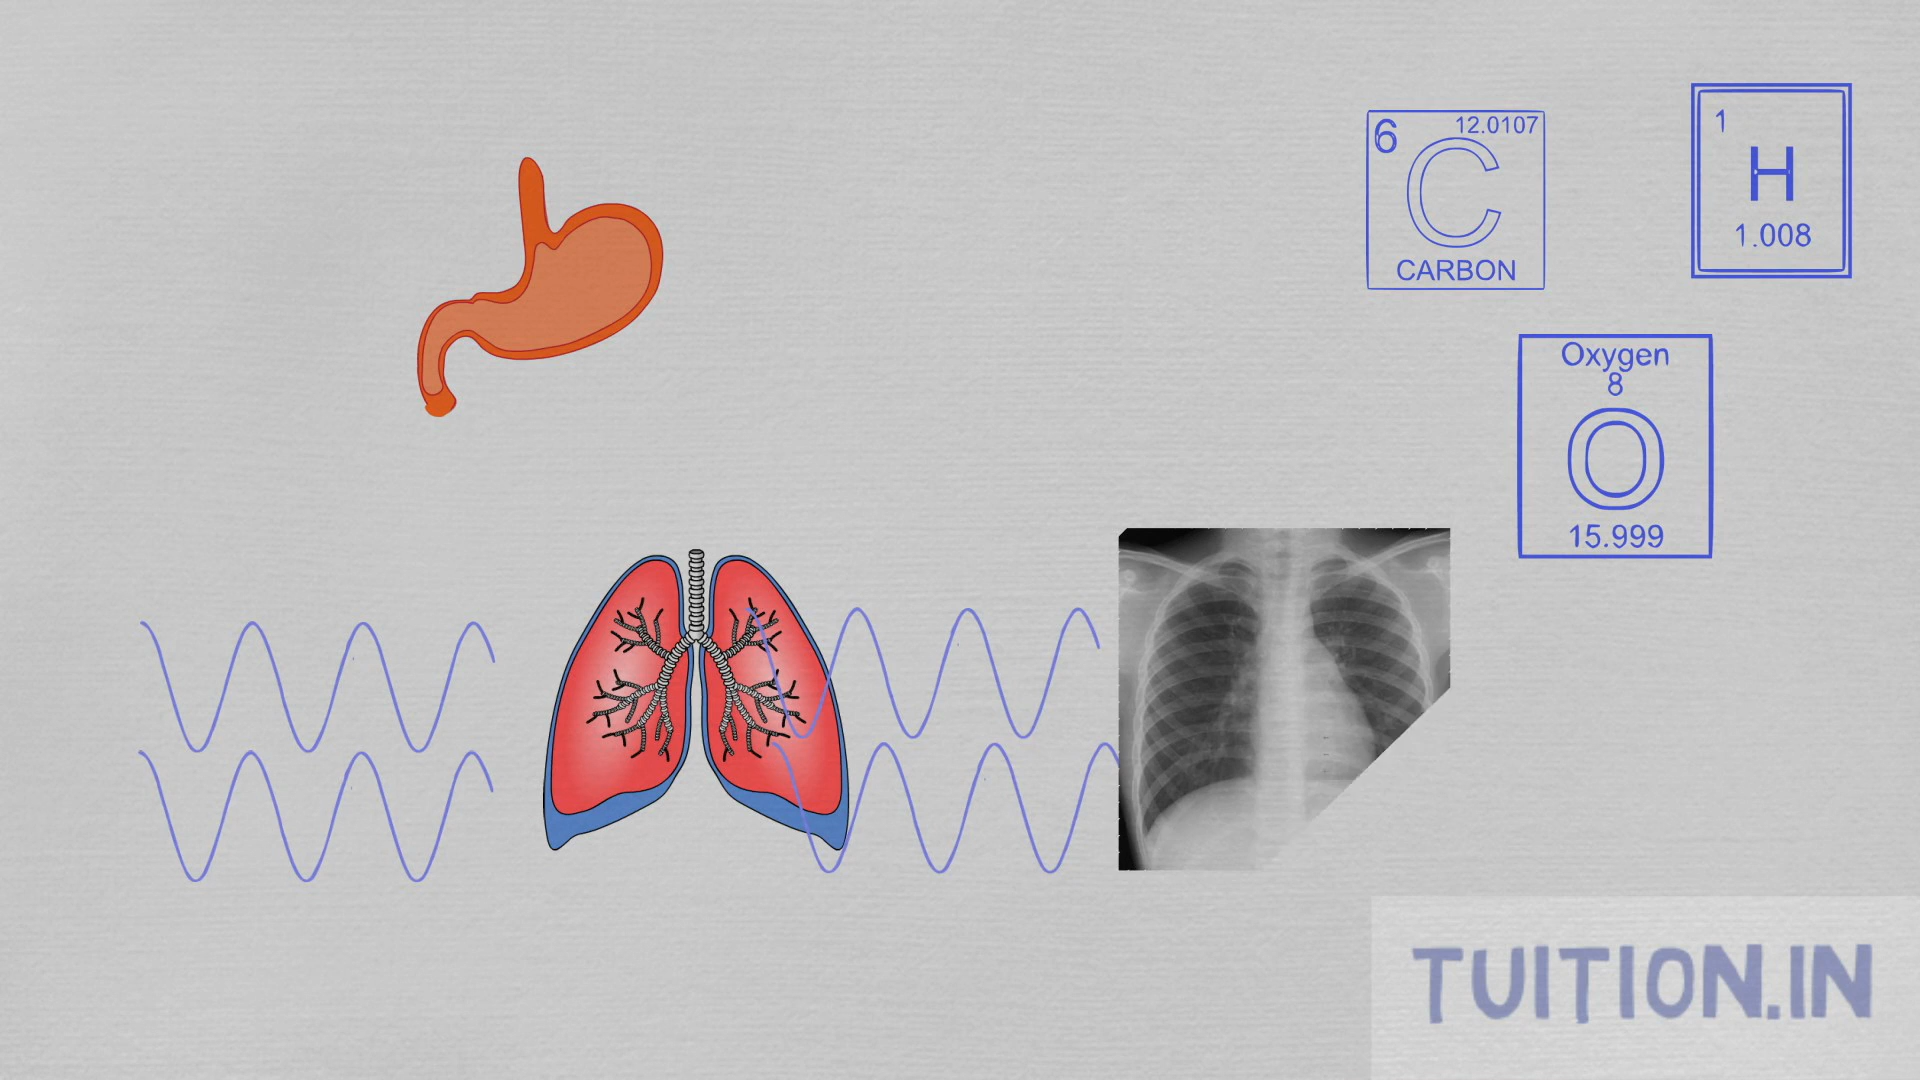 6
12.0107
C
CARBON
1
H
1.008
Oxygen
8
O
15.999
TUITION.IN